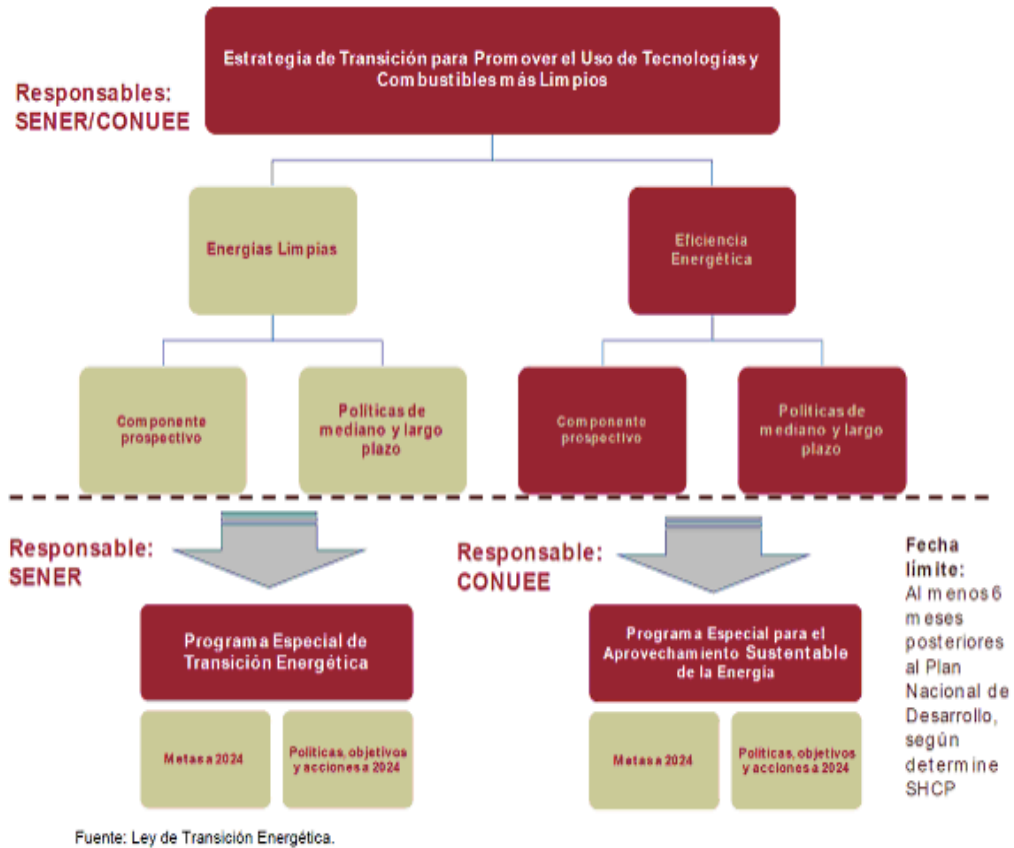 Estrategia de Transición para Promover el Uso de Tecnologías y
Combustibles más Limpios
Responsables:
SENER/CONUEE
Energías Limpias
Eficiencia
Energética
Componente
prospectivo
Políticas de
mediano y largo
plazo
Componente
prospectivo
Políticas de
mediano y largo
plazo
Responsable:
SENER
Responsable:
CONUEE
Fecha
límite:
Al menos 6
meses
posteriores
al Plan
Nacional de
Desarrollo,
según
determine
SHCP
Programa Especial de
Transición Energética
Programa Especial para el
Aprovechamiento Sustentable
de la Energía
Metas a 2024
Políticas, objetivos
y acciones a 2024
Metas a 2024
Políticas, objetivos
y acciones a 2024
Fuente: Ley de Transición Energética.